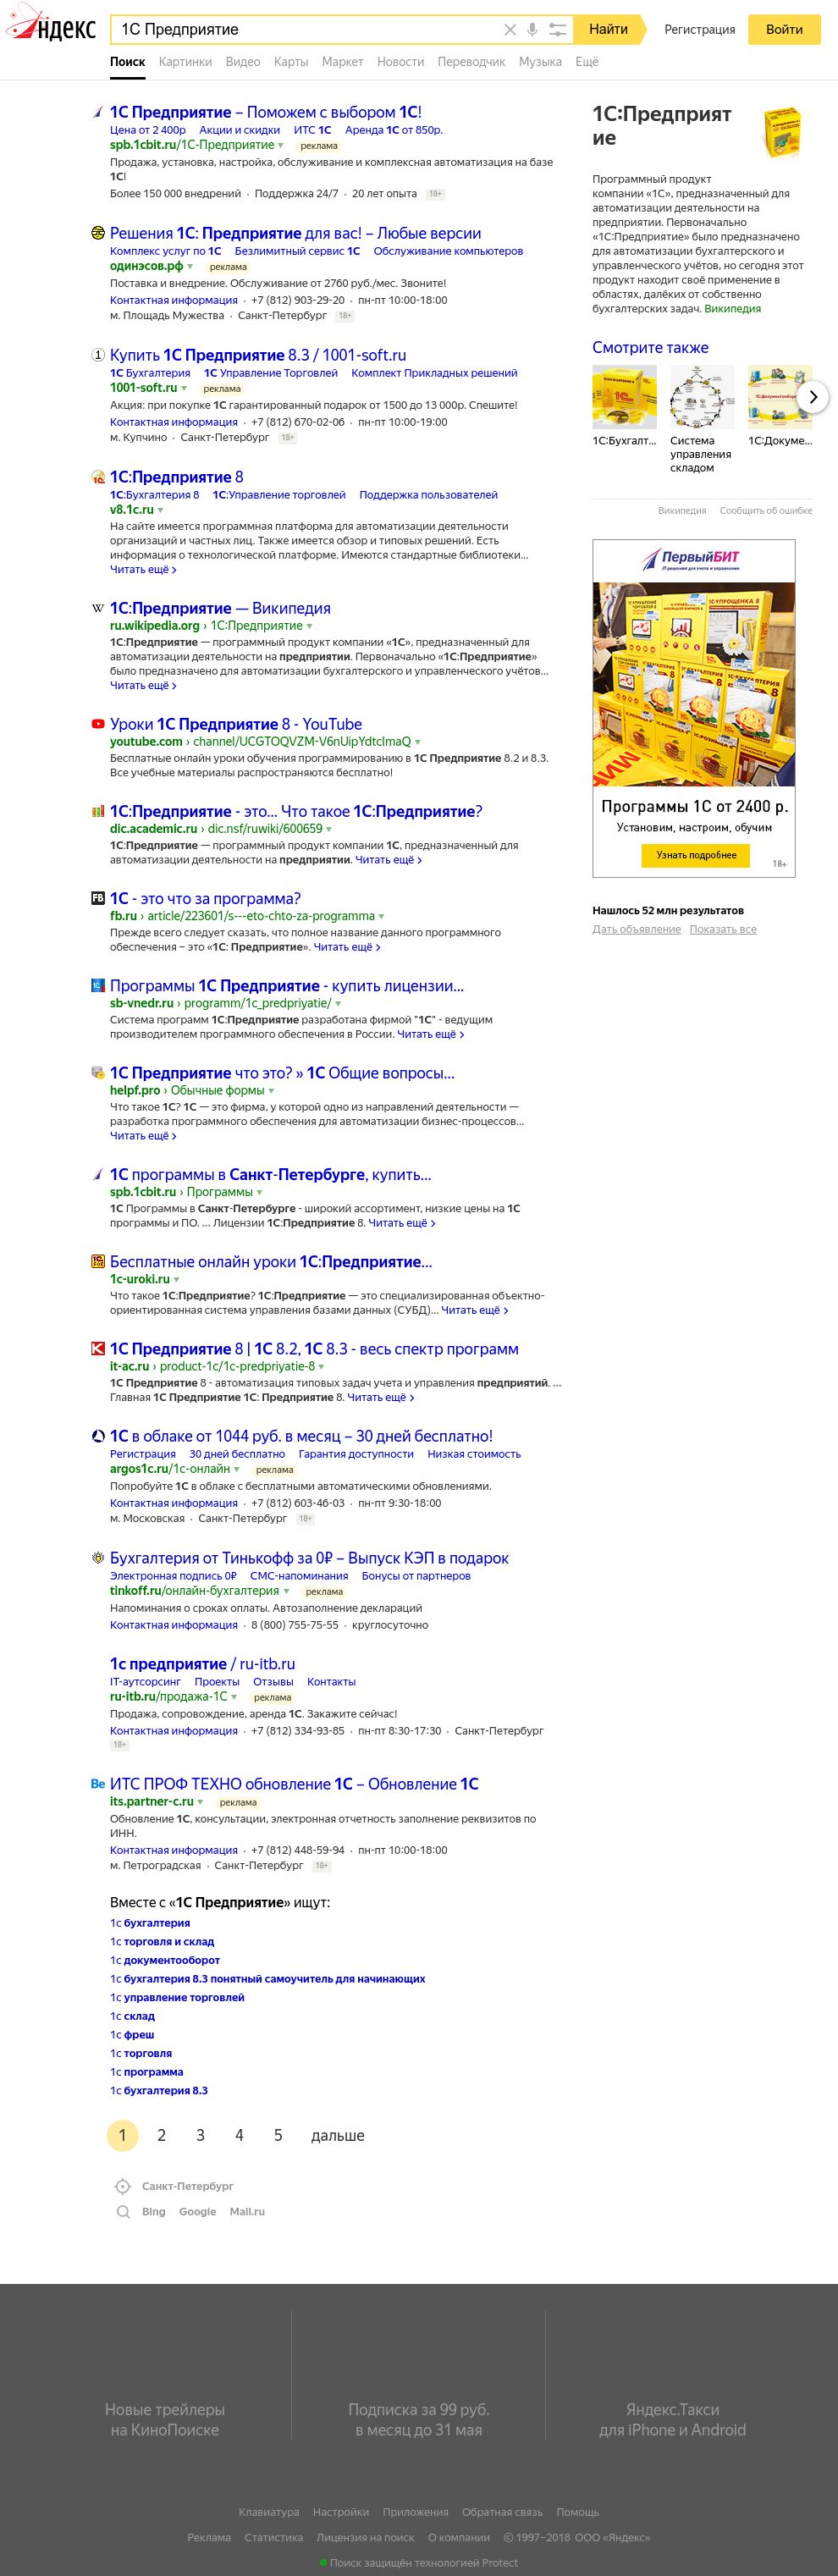 Яндекс
1С Предприятие
Найти
Регистрация
Войти
Поиск Картинки Видео Карты Маркет Новости Переводчик Музыка Ещё
1С Предприятие – Поможем с выбором 1С!
Цена от 2 400р Акции и скидки ИТС 1С Аренда 1С от 850р.
spb.1cbit.ru/1С-Предприятие реклама
Продажа, установка, настройка, обслуживание и комплексная автоматизация на базе
1С!
Более 150 000 внедрений · Поддержка 24/7 · 20 лет опыта 18+
Решения 1С: Предприятие для вас! – Любые версии
Комплекс услуг по 1С Безлимитный сервис 1С Обслуживание компьютеров
одинэсов.рф реклама
Поставка и внедрение. Обслуживание от 2760 руб./мес. Звоните!
Контактная информация · +7 (812) 903-29-20 · пн-пт 10:00-18:00
м. Площадь Мужества · Санкт-Петербург 18+
Купить 1С Предприятие 8.3 / 1001-soft.ru
1С Бухгалтерия 1С Управление Торговлей Комплект Прикладных решений
1001-soft.ru реклама
Акция: при покупке 1С гарантированный подарок от 1500 до 13 000р. Спешите!
Контактная информация · +7 (812) 670-02-06 · пн-пт 10:00-19:00
м. Купчино · Санкт-Петербург 18+
1С:Предприятие 8
1С:Бухгалтерия 8 1С:Управление торговлей Поддержка пользователей
v8.1c.ru
На сайте имеется программная платформа для автоматизации деятельности
организаций и частных лиц. Также имеется обзор и типовых решений. Есть
информация о технологической платформе. Имеются стандартные библиотеки...
Читать ещё
1С:Предприятие — Википедия
ru.wikipedia.org › 1С:Предприятие
1С:Предприятие — программный продукт компании «1С», предназначенный для
автоматизации деятельности на предприятии. Первоначально «1С:Предприятие»
было предназначено для автоматизации бухгалтерского и управленческого учётов...
Читать ещё
Уроки 1С Предприятие 8 - YouTube
youtube.com › channel/UCGTOQVZM-V6nUipYdtcImaQ
Бесплатные онлайн уроки обучения программированию в 1С Предприятие 8.2 и 8.3.
Все учебные материалы распространяются бесплатно!
1С:Предприятие - это... Что такое 1С:Предприятие?
dic.academic.ru › dic.nsf/ruwiki/600659
1С:Предприятие — прораммный продукт компании 1С, предназначенный для
автоматизации деятельности на предприятии. Читать ещё
1С - это что за программа?
fb.ru › article/223601/s---eto-chto-za-programma
Прежде всего следует сказать, что полное название данного программного
обеспечения – это «1С: Предприятие». Читать ещё
Программы 1С Предприятие - купить лицензии...
sb-vnedr.ru › programm/1c_predpriyatie/
Система программ 1С:Предприятие разработана фирмой "1С" - ведущим
производителем программного обеспечения в России. Читать ещё
1С Предприятие что это? » 1С Общие вопросы...
helpf.pro › Обычные формы
Что такое 1С? 1С — это фирма, у которой одно из направлений деятельности —
разработка программного обеспечения для автоматизации бизнес-процессов...
Читать ещё
1С программы в Санкт-Петербурге, купить...
spb.1cbit.ru › Программы
1С Программы в Санкт-Петербурге - широкий ассортимент, низкие цены на 1С
программы и ПО. ... Лицензии 1С:Предприятие 8. Читать ещё
Бесплатные онлайн уроки 1С:Предприятие...
1c-uroki.ru
Что такое 1С:Предприятие? 1С:Предприятие — это специализированная объектно-
ориентированная система управления базами данных (СУБД)... Читать ещё
1С Предприятие 8 | 1С 8.2, 1С 8.3 - весь спектр программ
it-ac.ru › product-1c/1c-predpriyatie-8
1С Предприятие 8 - автоматизация типовых задач учета и управления предприятий. ...
Главная 1С Предприятие 1С: Предприятие 8. Читать ещё
1С в облаке от 1044 руб. в месяц – 30 дней бесплатно!
Регистрация 30 дней бесплатно Гарантия доступности Низкая стоимость
argos1c.ru/1с-онлайн реклама
Попробуйте 1С в облаке с бесплатными автоматическими обновлениями.
Контактная информация · +7 (812) 603-46-03 · пн-пт 9:30-18:00
м. Московская · Санкт-Петербург 18+
Бухгалтерия от Тинькофф за 0₽ – Выпуск КЭП в подарок
Электронная подпись 0₽ СМС-напоминания Бонусы от партнеров
tinkoff.ru/онлайн-бухгалтерия реклама
Напоминания о сроках оплаты. Автозаполнение деклараций
Контактная информация · 8 (800) 755-75-55 · круглосуточно
1с предприятие / ru-itb.ru
IT-аутсорсинг Проекты Отзывы Контакты
ru-itb.ru/продажа-1С реклама
Продажа, сопровождение, аренда 1С. Закажите сейчас!
Контактная информация · +7 (812) 334-93-85 · пн-пт 8:30-17:30 · Санкт-Петербург
18+
ИТС ПРОФ ТЕХНО обновление 1С – Обновление 1С
its.partner-c.ru реклама
Обновление 1С, консультации, электронная отчетность заполнение реквизитов по
ИНН.
Контактная информация · +7 (812) 448-59-94 · пн-пт 10:00-18:00
м. Петроградская · Санкт-Петербург 18+
Вместе с «1С Предприятие» ищут:
1с бухгалтерия
1с торговля и склад
1с документооборот
1с бухгалтерия 8.3 понятный самоучитель для начинающих
1с управление торговлей
1с склад
1с фреш
1с торговля
1с программа
1с бухгалтерия 8.3
1 2 3 4 5 дальше
Санкт-Петербург
Bing Google Mail.ru
1С:Предприят
ие
Программный продукт
компании «1С», предназначенный для
автоматизации деятельности на
предприятии. Первоначально
«1С:Предприятие» было предназначено
для автоматизации бухгалтерского и
управленческого учётов, но сегодня этот
продукт находит своё применение в
областях, далёких от собственно
бухгалтерских задач. Википедия
Смотрите также
1С:Бухгалт...
Система
управления
складом
1С:Докуме...
Википедия Сообщить об ошибке
ПервыйБИТ
Программы 1С от 2400 р.
Установим, настроим, обучим
Узнать подробнее
18+
Нашлось 52 млн результатов
Дать объявление Показать все
Новые трейлеры
на КиноПоиске
Подписка за 99 руб.
в месяц до 31 мая
Яндекс.Такси
для iPhone и Android
Клавиатура Настройки Приложения Обратная связь Помощь
Реклама Статистика Лицензия на поиск О компании © 1997–2018 ООО «Яндекс»
Поиск защищён технологией Protect